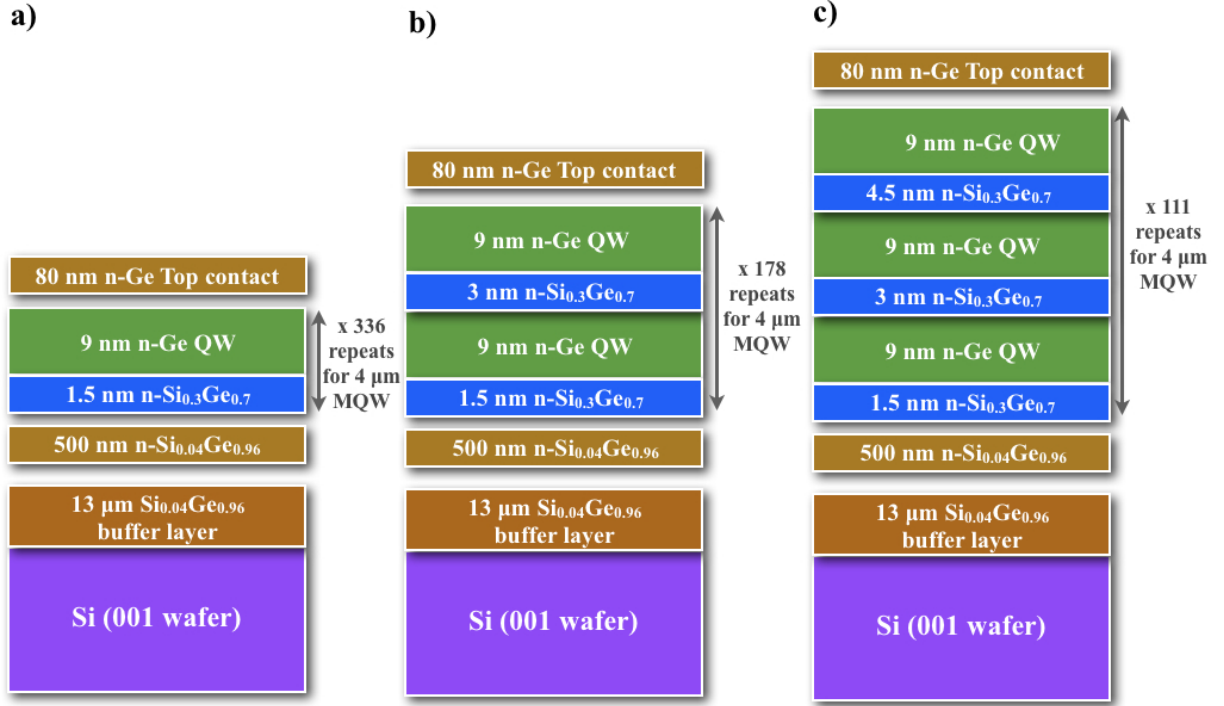 a)
80 nm n-Ge Top contact
9 nm n-Ge QW
1.5 nm n-Si0.3Ge0.7
x 336
repeats
for 4 μm
MQW
500 nm n-Si0.04Ge0.96
13 μm Si0.04Ge0.96
buffer layer
Si (001 wafer)
b)
80 nm n-Ge Top contact
9 nm n-Ge QW
3 nm n-Si0.3Ge0.7
9 nm n-Ge QW
1.5 nm n-Si0.3Ge0.7
x 178
repeats
for 4 μm
MQW
500 nm n-Si0.04Ge0.96
13 μm Si0.04Ge0.96
buffer layer
Si (001 wafer)
c)
80 nm n-Ge Top contact
9 nm n-Ge QW
4.5 nm n-Si0.3Ge0.7
9 nm n-Ge QW
3 nm n-Si0.3Ge0.7
9 nm n-Ge QW
1.5 nm n-Si0.3Ge0.7
x 111
repeats
for 4 μm
MQW
500 nm n-Si0.04Ge0.96
13 μm Si0.04Ge0.96
buffer layer
Si (001 wafer)